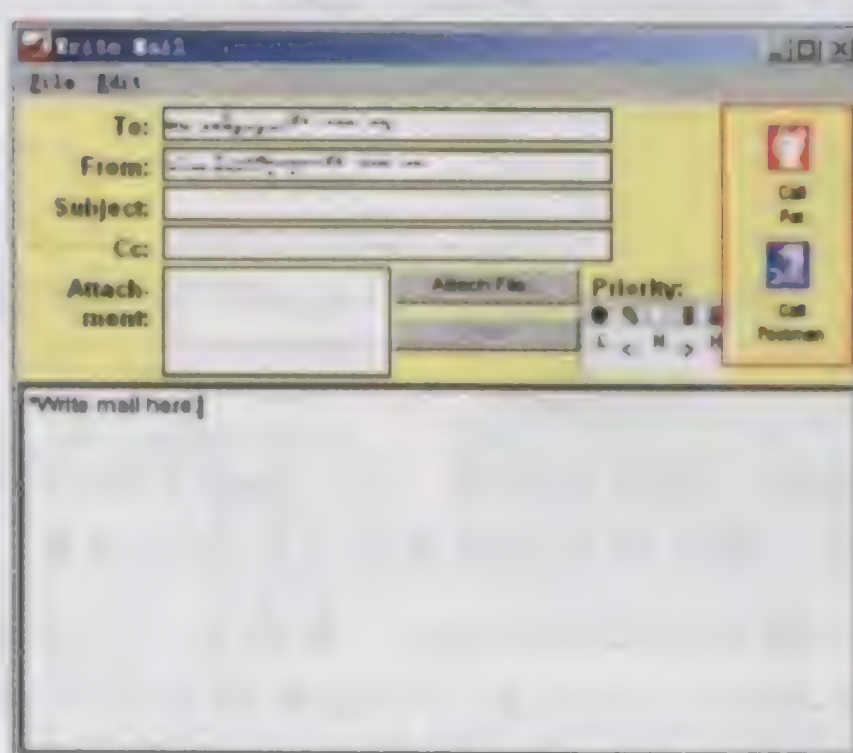 Write Mail
File Edit
To:
From:
Subject:
Cc:
Attach-
ment:
Attach File
Priority:
L < N > H
Call
Pet
Call
Postman
*Write mail here.